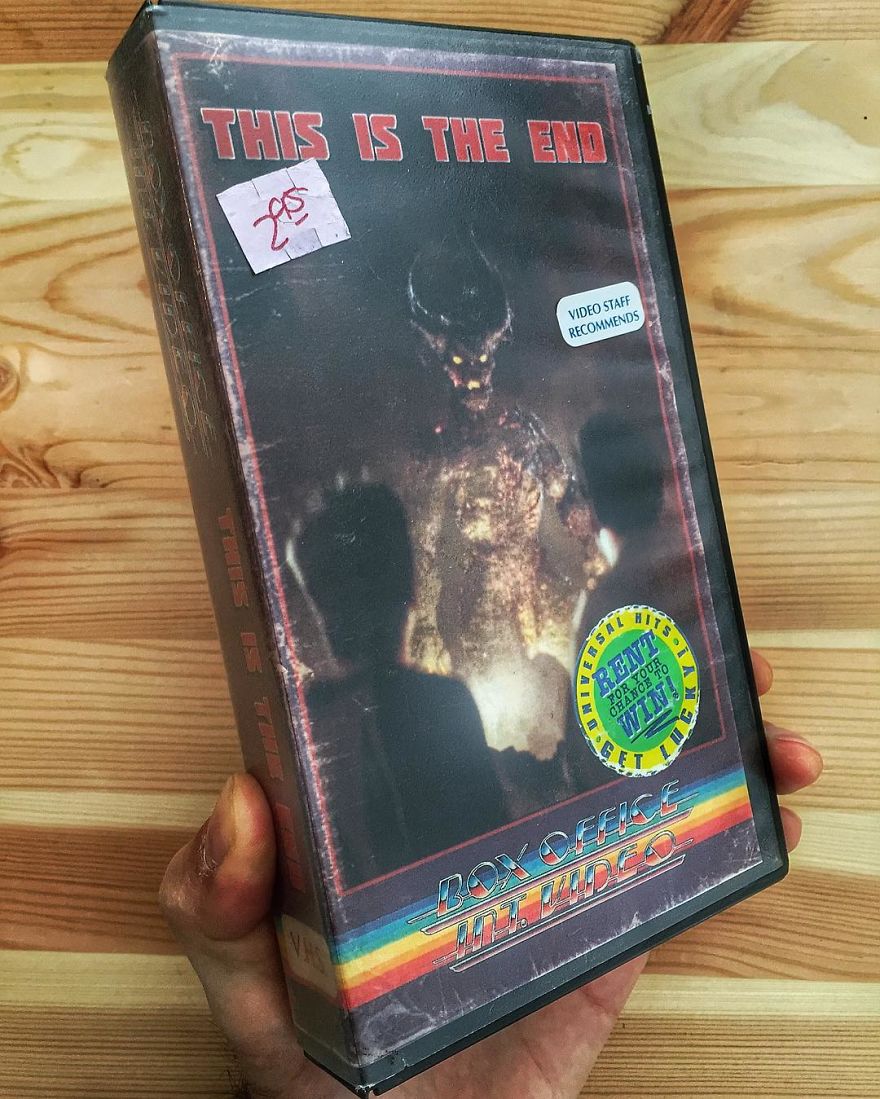 THIS IS THE END
2.95
VIDEO STAFF
RECOMMENDS
UNIVERSAL HITS
RENT
FOR YOUR
CHANCE TO
WIN!
GET LUCKY!
BOX OFFICE
INT. VIDEO
THIS IS THE END
VHS